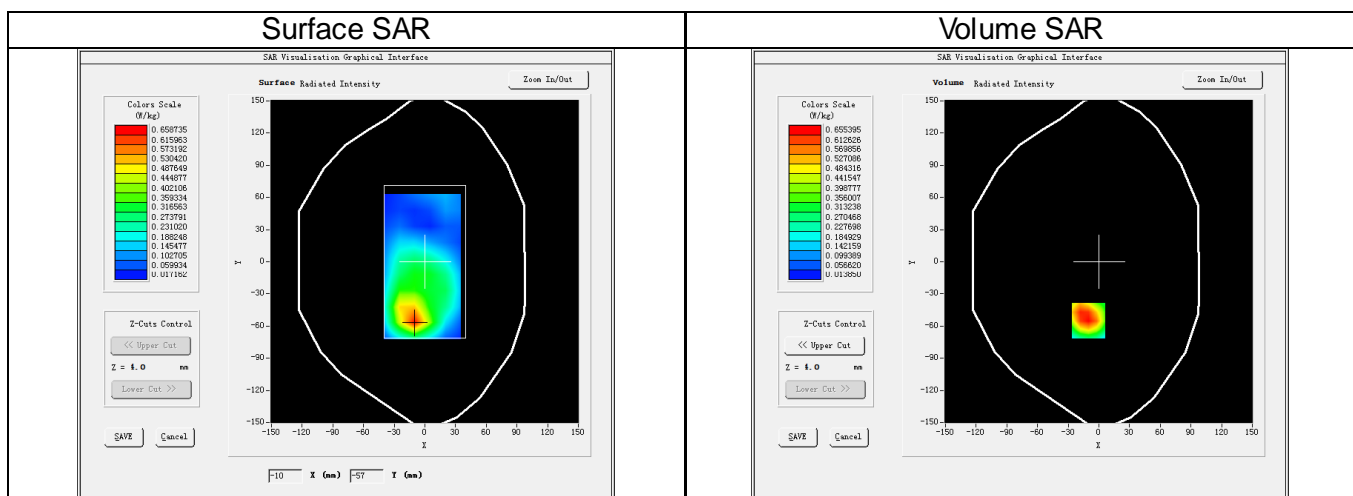 Surface SAR
SAR Visualisation Graphical Interface
Surface Radiated Intensity
Zoom In/Out
Colors Scale
(W/kg)
0.658735
0.615963
0.573192
0.530420
0.487649
0.444877
0.402106
0.359334
0.316563
0.273791
0.231020
0.188248
0.145477
0.102705
0.059934
0.017162
Z-Cuts Control
<< Upper Cut
Z = 4.0 mm
Lower Cut >>
SAVE
Cancel
150
90
60
30
0
-30
-60
-90
-120
-150
Y
-150 -120 -90 -60 -30 0 30 60 90 120 150
X
-10 X (mm) -57 Y (mm)
Volume SAR
SAR Visualisation Graphical Interface
Volume Radiated Intensity
Zoom In/Out
Colors Scale
(W/kg)
0.655395
0.612626
0.569856
0.527086
0.484316
0.441547
0.398777
0.356007
0.313238
0.270468
0.227698
0.184929
0.142159
0.099389
0.056620
0.013850
Z-Cuts Control
<< Upper Cut
Z = 4.0 mm
Lower Cut >>
SAVE
Cancel
150
90
60
30
0
-30
-60
-90
-120
-150
Y
-150 -120 -90 -60 -30 0 30 60 90 120 150
X